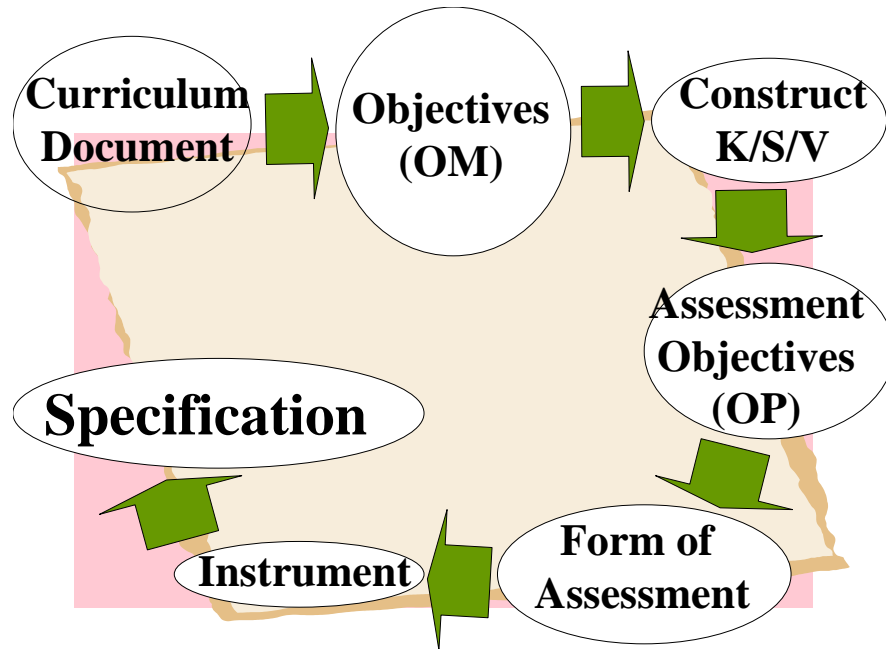 Curriculum
Document
Objectives
(OM)
Construct
K/S/V
Assessment
Objectives
(OP)
Form of
Assessment
Instrument
Specification